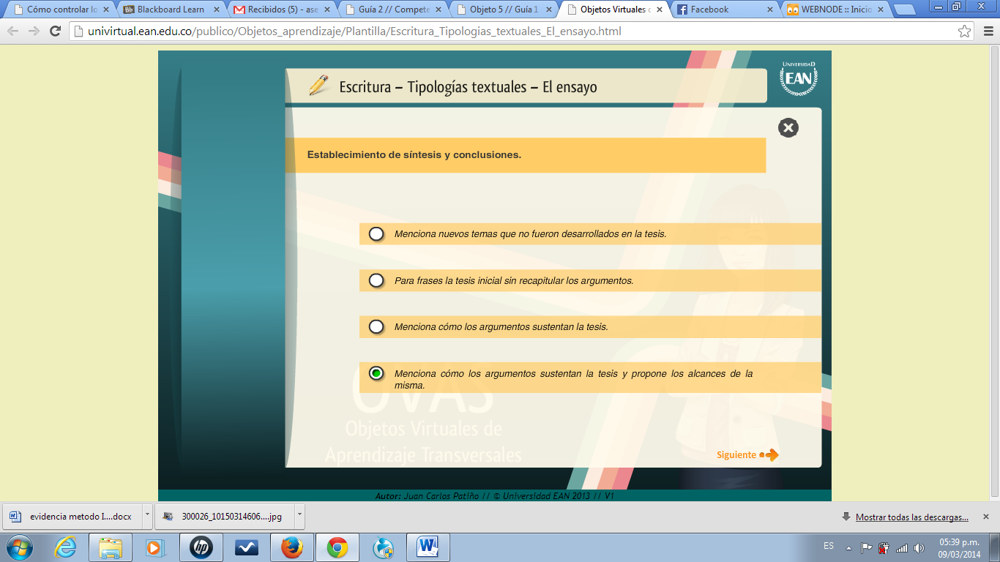 Cómo controlar lo
Blackboard Learn
Recibidos (5) - ase
Guía 2 // Compete
Objeto 5 // Guía 1
Objetos Virtuales d
Facebook
WEBNODE :: Inicio
univirtual.ean.edu.co/publico/Objetos_aprendizaje/Plantilla/Escritura_Tipologias_textuales_El_ensayo.html
Escritura – Tipologías textuales – El ensayo
UNIVERSIDAD
EAN
Establecimiento de síntesis y conclusiones.
Menciona nuevos temas que no fueron desarrollados en la tesis.
Para frases la tesis inicial sin recapitular los argumentos.
Menciona cómo los argumentos sustentan la tesis.
Menciona cómo los argumentos sustentan la tesis y propone los alcances de la
misma.
OVAS
Objetos Virtuales de
Aprendizaje Transversales
Siguiente
Autor: Juan Carlos Patiño // © Universidad EAN 2013 // V1
evidencia metodo I....docx
300026_10150314606....jpg
Mostrar todas las descargas...
ES
05:39 p.m.
09/03/2014